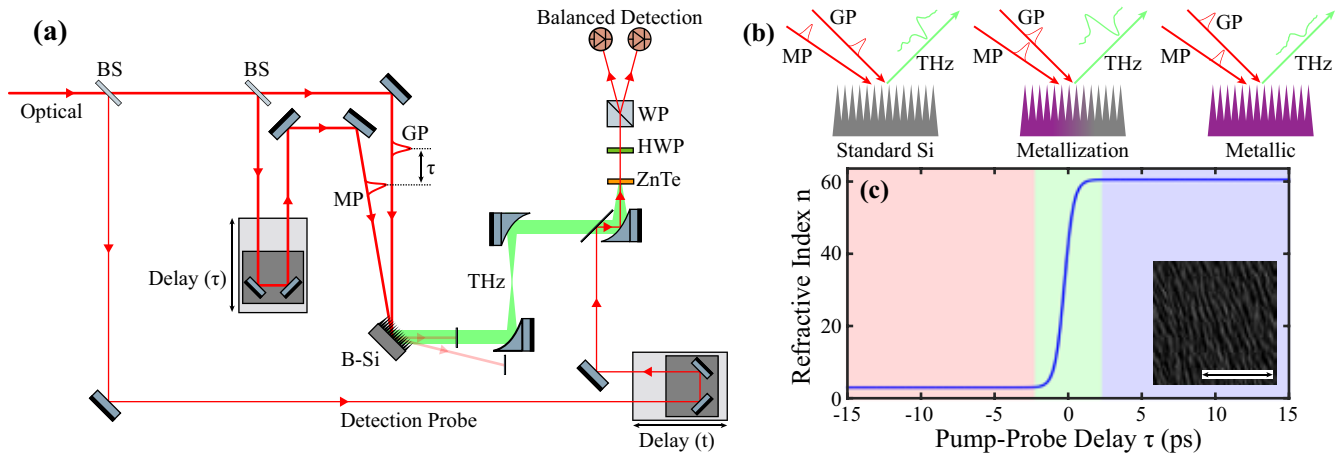 (a)
Balanced Detection
BS
BS
Optical
GP
τ
MP
WP
HWP
ZnTe
Delay (τ)
THz
B-Si
Detection Probe
Delay (t)
(b)
GP
MP
THz
GP
MP
THz
GP
MP
THz
Standard Si
Metallization
Metallic
(c)
Refractive Index n
60
40
20
0
-15
-10
-5
0
5
10
15
Pump-Probe Delay τ (ps)